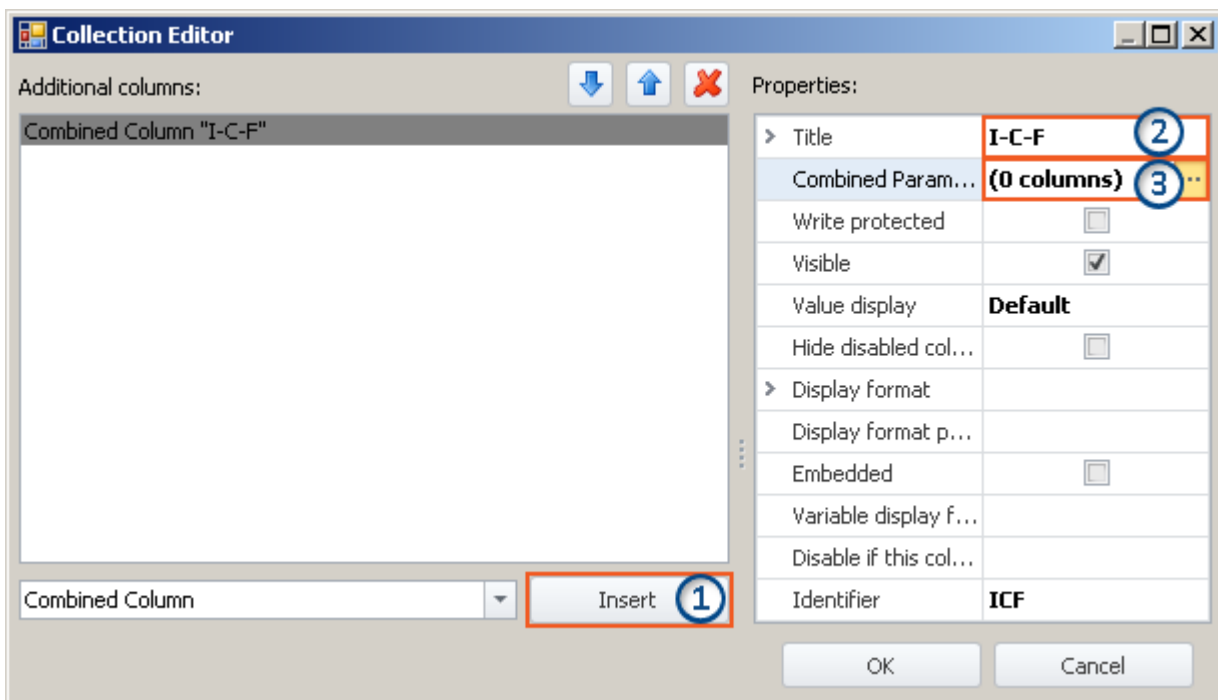 Collection Editor
Additional columns:
Properties:
Combined Column "I-C-F"
Title I-C-F 2
Combined Param... (0 columns) 3 ..
Write protected
Visible
Value display Default
Hide disabled col...
Display format
Display format p...
Embedded
Variable display f...
Disable if this col...
Identifier ICF
Combined Column
Insert 1
OK
Cancel